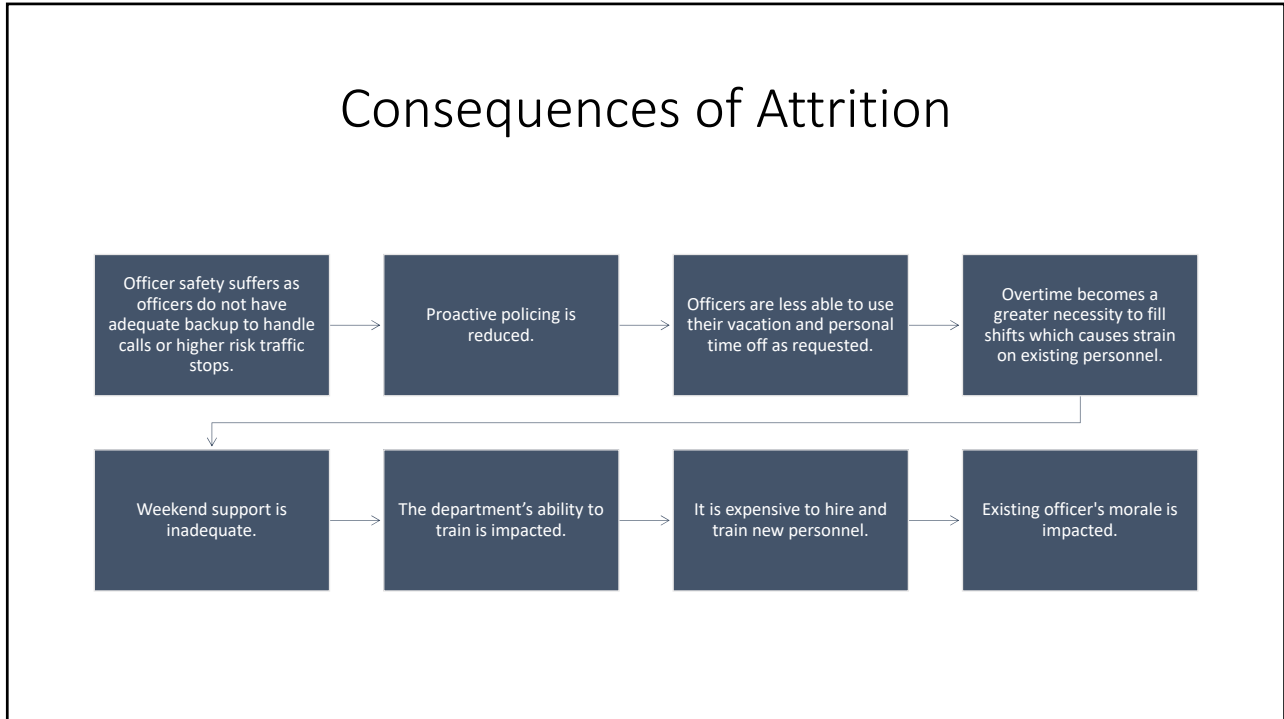 Consequences of Attrition
Officer safety suffers as
officers do not have
adequate backup to handle
calls or higher risk traffic
stops.
Proactive policing is
reduced.
Officers are less able to use
their vacation and personal
time off as requested.
Overtime becomes a
greater necessity to fill
shifts which causes strain
on existing personnel.
Weekend support is
inadequate.
The department’s ability to
train is impacted.
It is expensive to hire and
train new personnel.
Existing officer's morale is
impacted.